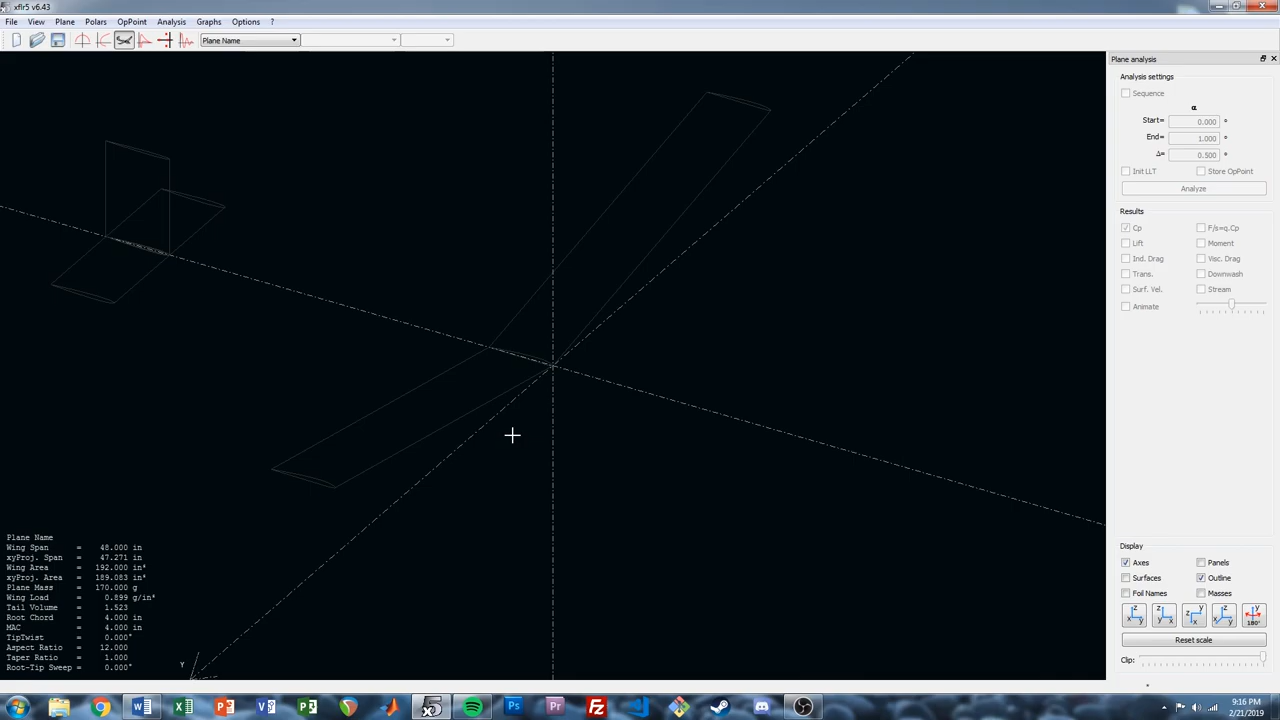 xflr5 v6.43
File View Plane Polars OpPoint Analysis Graphs Options ?
Plane Name
Plane analysis
Analysis settings
Sequence
α
Start= 0.000 °
End= 1.000 °
Δ= 0.500 °
Init LLT Store OpPoint
Analyze
Results
Cp F/s=q.Cp
Lift Moment
Ind. Drag Visc. Drag
Trans. Downwash
Surf. Vel. Stream
Animate
Y
Plane Name
Wing Span = 48.000 in
xyProj. Span = 47.271 in
Wing Area = 192.000 in²
xyProj. Area = 189.083 in²
Plane Mass = 170.000 g
Wing Load = 0.899 g/in²
Tail Volume = 1.523
Root Chord = 4.000 in
MAC = 4.000 in
TipTwist = 0.000°
Aspect Ratio = 12.000
Taper Ratio = 1.000
Root-Tip Sweep = 0.000°
Display
Axes Panels
Surfaces Outline
Foil Names Masses
z x y z y x y z x z x y y 180°
Reset scale
Clip:
9:16 PM
2/21/2019